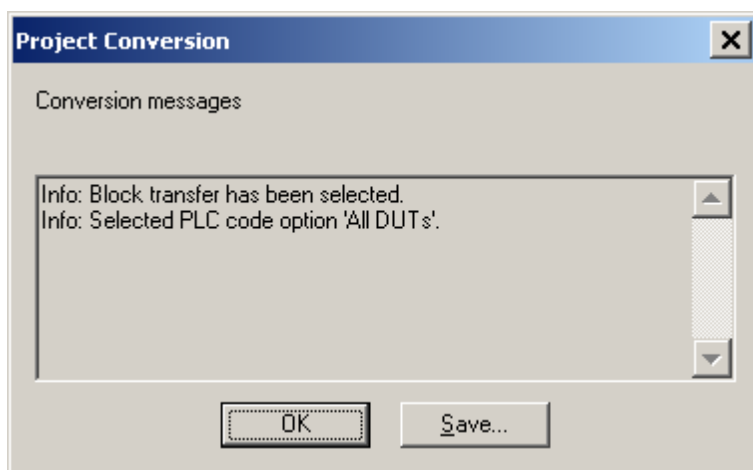 Project Conversion
Conversion messages
Info: Block transfer has been selected.
Info: Selected PLC code option 'All DUTs'.
OK
Save...